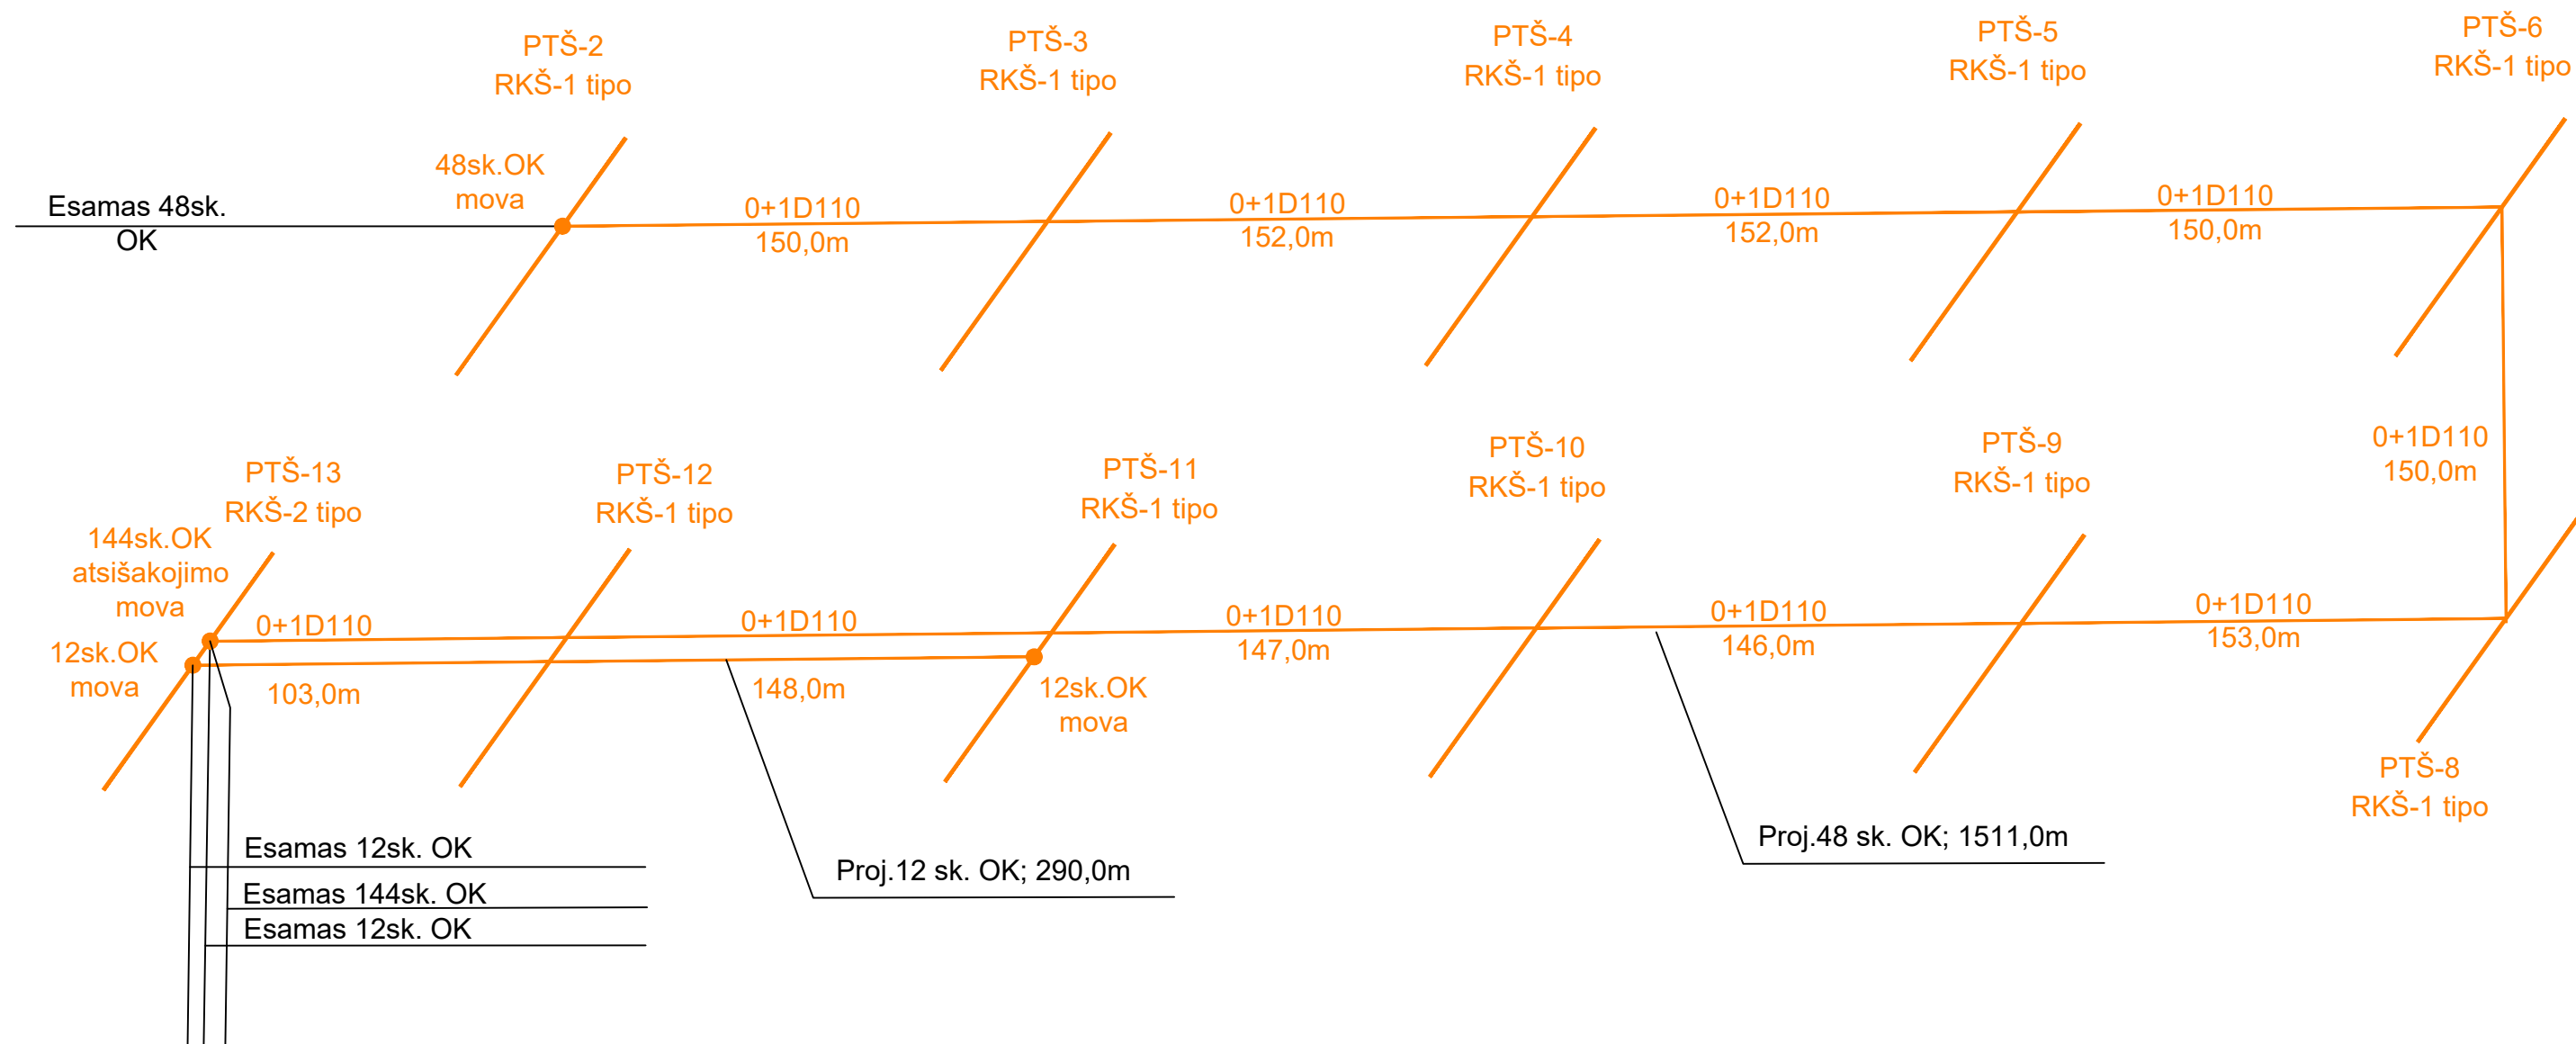 PTŠ-2
RKŠ-1 tipo
PTŠ-3
RKŠ-1 tipo
PTŠ-4
RKŠ-1 tipo
PTŠ-5
RKŠ-1 tipo
PTŠ-6
RKŠ-1 tipo
48sk.OK
mova
Esamas 48sk.
OK
0+1D110
150,0m
0+1D110
152,0m
0+1D110
152,0m
0+1D110
150,0m
0+1D110
150,0m
PTŠ-13
RKŠ-2 tipo
PTŠ-12
RKŠ-1 tipo
PTŠ-11
RKŠ-1 tipo
PTŠ-10
RKŠ-1 tipo
PTŠ-9
RKŠ-1 tipo
144sk.OK
atsišakojimo
mova
12sk.OK
mova
0+1D110
103,0m
0+1D110
148,0m
0+1D110
147,0m
0+1D110
146,0m
0+1D110
153,0m
12sk.OK
mova
PTŠ-8
RKŠ-1 tipo
Esamas 12sk. OK
Esamas 144sk. OK
Esamas 12sk. OK
Proj.12 sk. OK; 290,0m
Proj.48 sk. OK; 1511,0m